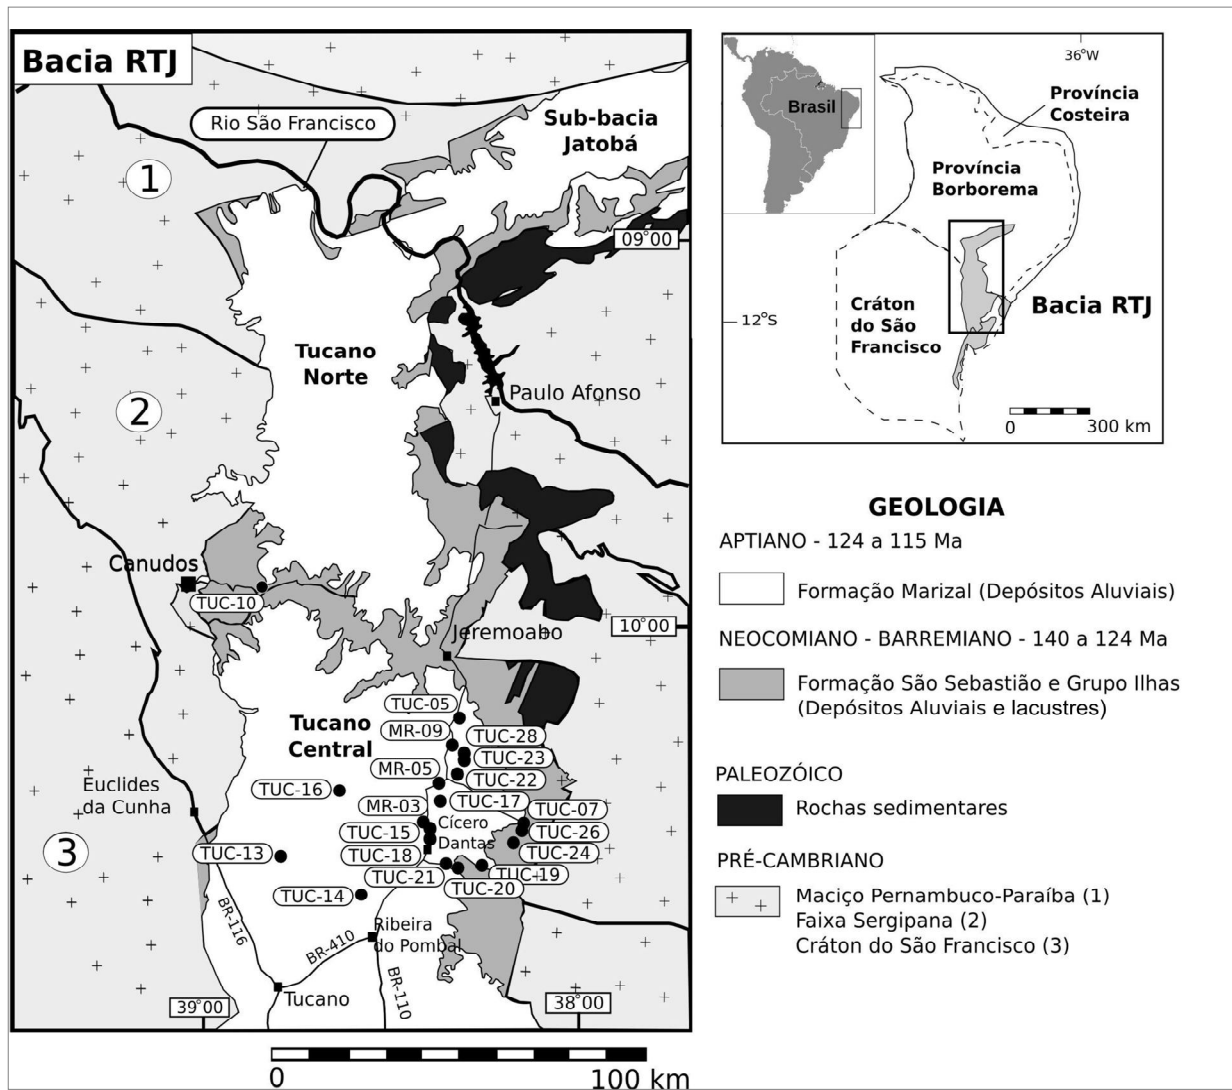 Bacia RTJ
Rio São Francisco
Sub-bacia
Jatobá
1
09°00
Tucano
Norte
Paulo Afonso
2
Canudos
TUC-10
Jeremoabo
10°00
TUC-05
Tucano
Central
MR-09
TUC-28
TUC-23
MR-05
TUC-22
Euclides
da Cunha
TUC-16
TUC-17
TUC-07
MR-03
Cícero
Dantas
TUC-26
TUC-15
3
TUC-13
TUC-18
TUC-24
TUC-21
TUC-19
TUC-20
TUC-14
BR-116
Ribeira
do Pombal
BR-410
BR-110
Tucano
39°00
38°00
0
100 km
36°W
Brasil
Província
Costeira
Província
Borborema
Cráton
do São
Francisco
Bacia RTJ
12°S
0
300 km
GEOLOGIA
APTIANO - 124 a 115 Ma
Formação Marizal (Depósitos Aluviais)
NEOCOMIANO - BARREMIANO - 140 a 124 Ma
Formação São Sebastião e Grupo Ilhas
(Depósitos Aluviais e lacustres)
PALEOZÓICO
Rochas sedimentares
PRÉ-CAMBRIANO
Maciço Pernambuco-Paraíba (1)
Faixa Sergipana (2)
Cráton do São Francisco (3)